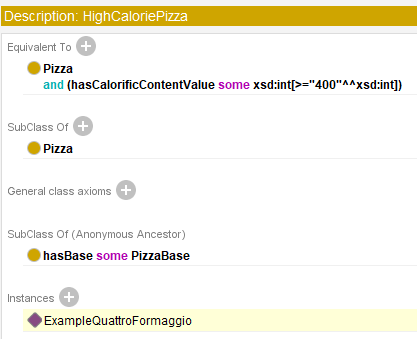 Description: HighCaloriePizza
Equivalent To
Pizza
and (hasCalorificContentValue some xsd:int[>="400"^^xsd:int])
SubClass Of
Pizza
General class axioms
SubClass Of (Anonymous Ancestor)
hasBase some PizzaBase
Instances
ExampleQuattroFormaggio